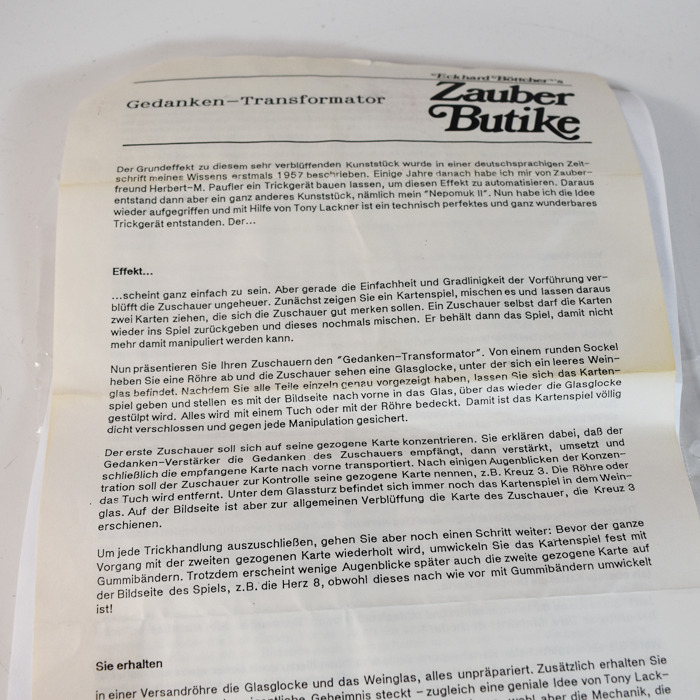 "Eckhard Böttcher"'s
Zauber
Butike
Gedanken-Transformator
Der Grundeffekt zu diesem sehr verblüffenden Kunststück wurde in einer deutschsprachigen Zeit-
schrift meines Wissens erstmals 1957 beschrieben. Einige Jahre danach habe ich mir von Zauber-
freund Herbert-M. Paufler ein Trickgerät bauen lassen, um diesen Effekt zu automatisieren. Daraus
entstand dann aber ein ganz anderes Kunststück, nämlich mein "Nepomuk II". Nun habe ich die Idee
wieder aufgegriffen und mit Hilfe von Tony Lackner ist ein technisch perfektes und ganz wunderbares
Trickgerät entstanden. Der...
Effekt...
...scheint ganz einfach zu sein. Aber gerade die Einfachheit und Gradlinigkeit der Vorführung ver-
blüfft die Zuschauer ungeheuer. Zunächst zeigen Sie ein Kartenspiel, mischen es und lassen daraus
zwei Karten ziehen, die sich die Zuschauer gut merken sollen. Ein Zuschauer selbst darf die Karten
wieder ins Spiel zurückgeben und dieses nochmals mischen. Er behält dann das Spiel, damit nicht
mehr damit manipuliert werden kann.
Nun präsentieren Sie Ihren Zuschauern den "Gedanken-Transformator". Von einem runden Sockel
heben Sie eine Röhre ab und die Zuschauer sehen eine Glasglocke, unter der sich ein leeres Wein-
glas befindet. Nachdem Sie alle Teile einzeln genau vorgezeigt haben, lassen Sie sich das Karten-
spiel geben und stellen es mit der Bildseite nach vorne in das Glas, über das wieder die Glasglocke
gestülpt wird. Alles wird mit einem Tuch oder mit der Röhre bedeckt. Damit ist das Kartenspiel völlig
dicht verschlossen und gegen jede Manipulation gesichert.
Der erste Zuschauer soll sich auf seine gezogene Karte konzentrieren. Sie erklären dabei, daß der
Gedanken-Verstärker die Gedanken des Zuschauers empfängt, dann verstärkt, umsetzt und
schließlich die empfangene Karte nach vorne transportiert. Nach einigen Augenblicken der Konzen-
tration soll der Zuschauer zur Kontrolle seine gezogene Karte nennen, z.B. Kreuz 3. Die Röhre oder
das Tuch wird entfernt. Unter dem Glassturz befindet sich immer noch das Kartenspiel in dem Wein-
glas. Auf der Bildseite ist aber zur allgemeinen Verblüffung die Karte des Zuschauer, die Kreuz 3
erschienen.
Um jede Trickhandlung auszuschließen, gehen Sie aber noch einen Schritt weiter: Bevor der ganze
Vorgang mit der zweiten gezogenen Karte wiederholt wird, umwickeln Sie das Kartenspiel fest mit
Gummibändern. Trotzdem erscheint wenige Augenblicke später auch die zweite gezogene Karte auf
der Bildseite des Spiels, z.B. die Herz 8, obwohl dieses nach wie vor mit Gummibändern umwickelt
ist!
Sie erhalten
in einer Versandröhre die Glasglocke und das Weinglas, alles unpräpariert. Zusätzlich erhalten Sie
Geheimnis steckt - zugleich eine geniale Idee von Tony Lack-
wohl aber die Mechanik, die